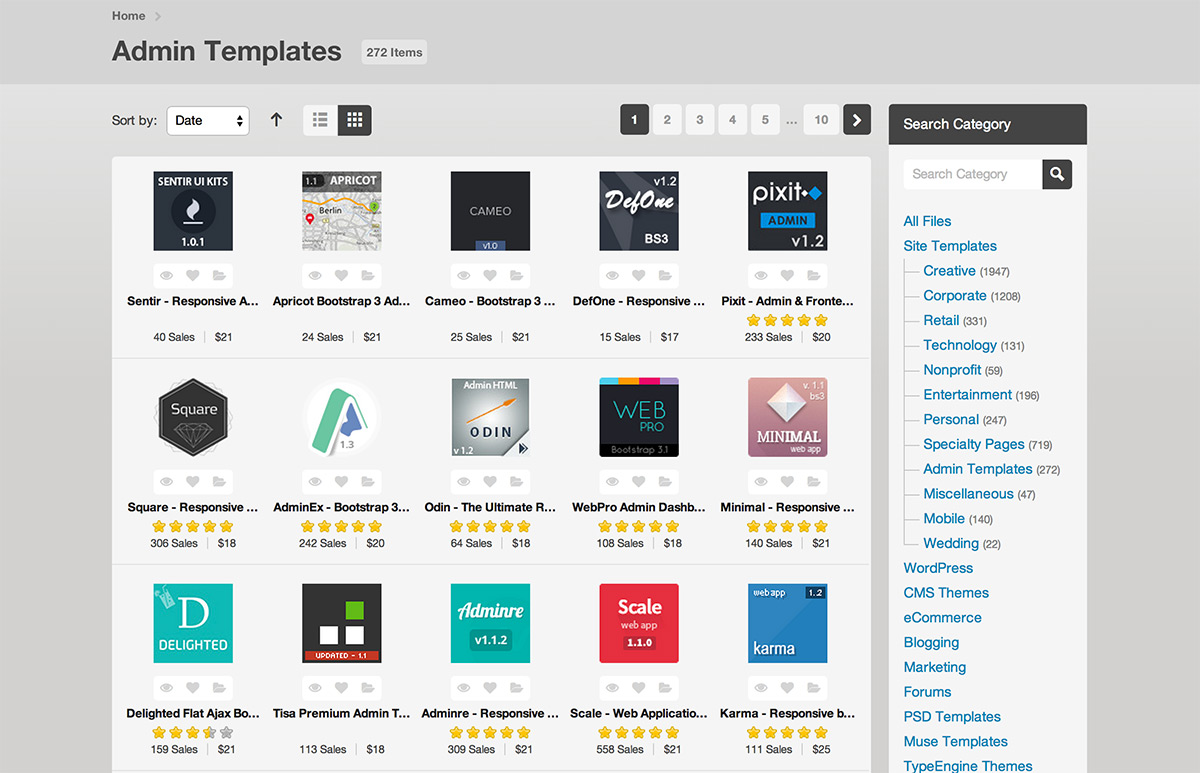 Home
Admin Templates
272 Items
Sort by:
Date
1
2
3
4
5
...
10
SENTIR UI KITS
1.0.1
1.1 APRICOT
Berlin
2
CAMEO
v1.0
v1.2
DefOne
BS3
pixit
ADMIN
v1.2
Sentir - Responsive A...
Apricot Bootstrap 3 Ad...
Cameo - Bootstrap 3 ...
DefOne - Responsive ...
Pixit - Admin & Fronte...
40 Sales
$21
24 Sales
$21
25 Sales
$21
15 Sales
$17
233 Sales
$20
Square
1.3
Admin HTML
ODIN
v1.2
WEB
PRO
Bootstrap 3.1
v. 1.1
bs3
MINIMAL
web app
Square - Responsive ...
AdminEx - Bootstrap 3...
Odin - The Ultimate R...
WebPro Admin Dashb...
Minimal - Responsive ...
306 Sales
$18
242 Sales
$20
64 Sales
$18
108 Sales
$18
140 Sales
$21
D
DELIGHTED
UPDATED - 1.1
Adminre
v1.1.2
Scale
web app
1.1.0
web app
1.2
karma
Delighted Flat Ajax Bo...
Tisa Premium Admin T...
Adminre - Responsive ...
Scale - Web Applicatio...
Karma - Responsive b...
159 Sales
$21
113 Sales
$18
309 Sales
$21
558 Sales
$21
111 Sales
$25
Search Category
Search Category
All Files
Site Templates
Creative (1947)
Corporate (1208)
Retail (331)
Technology (131)
Nonprofit (59)
Entertainment (196)
Personal (247)
Specialty Pages (719)
Admin Templates (272)
Miscellaneous (47)
Mobile (140)
Wedding (22)
WordPress
CMS Themes
eCommerce
Blogging
Marketing
Forums
PSD Templates
Muse Templates
TypeEngine Themes